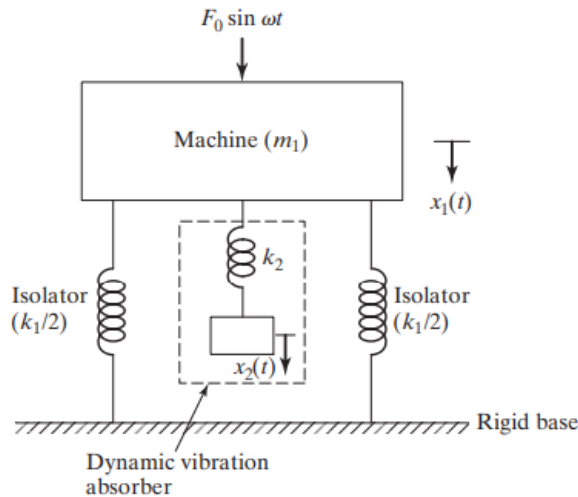 F₀ sin ωt
Machine (m₁)
x₁(t)
k₂
Isolator
(k₁/2)
Isolator
(k₁/2)
x₂(t)
Rigid base
Dynamic vibration
absorber